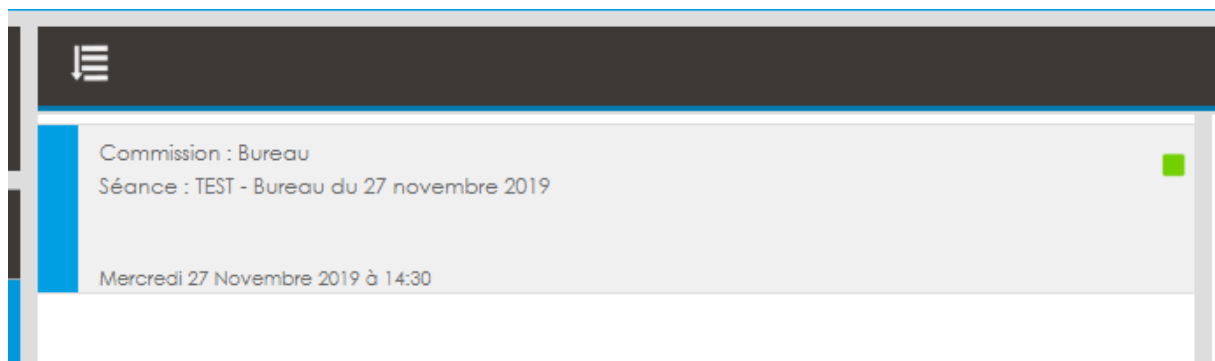 Commission : Bureau
Séance : TEST - Bureau du 27 novembre 2019
Mercredi 27 Novembre 2019 à 14:30